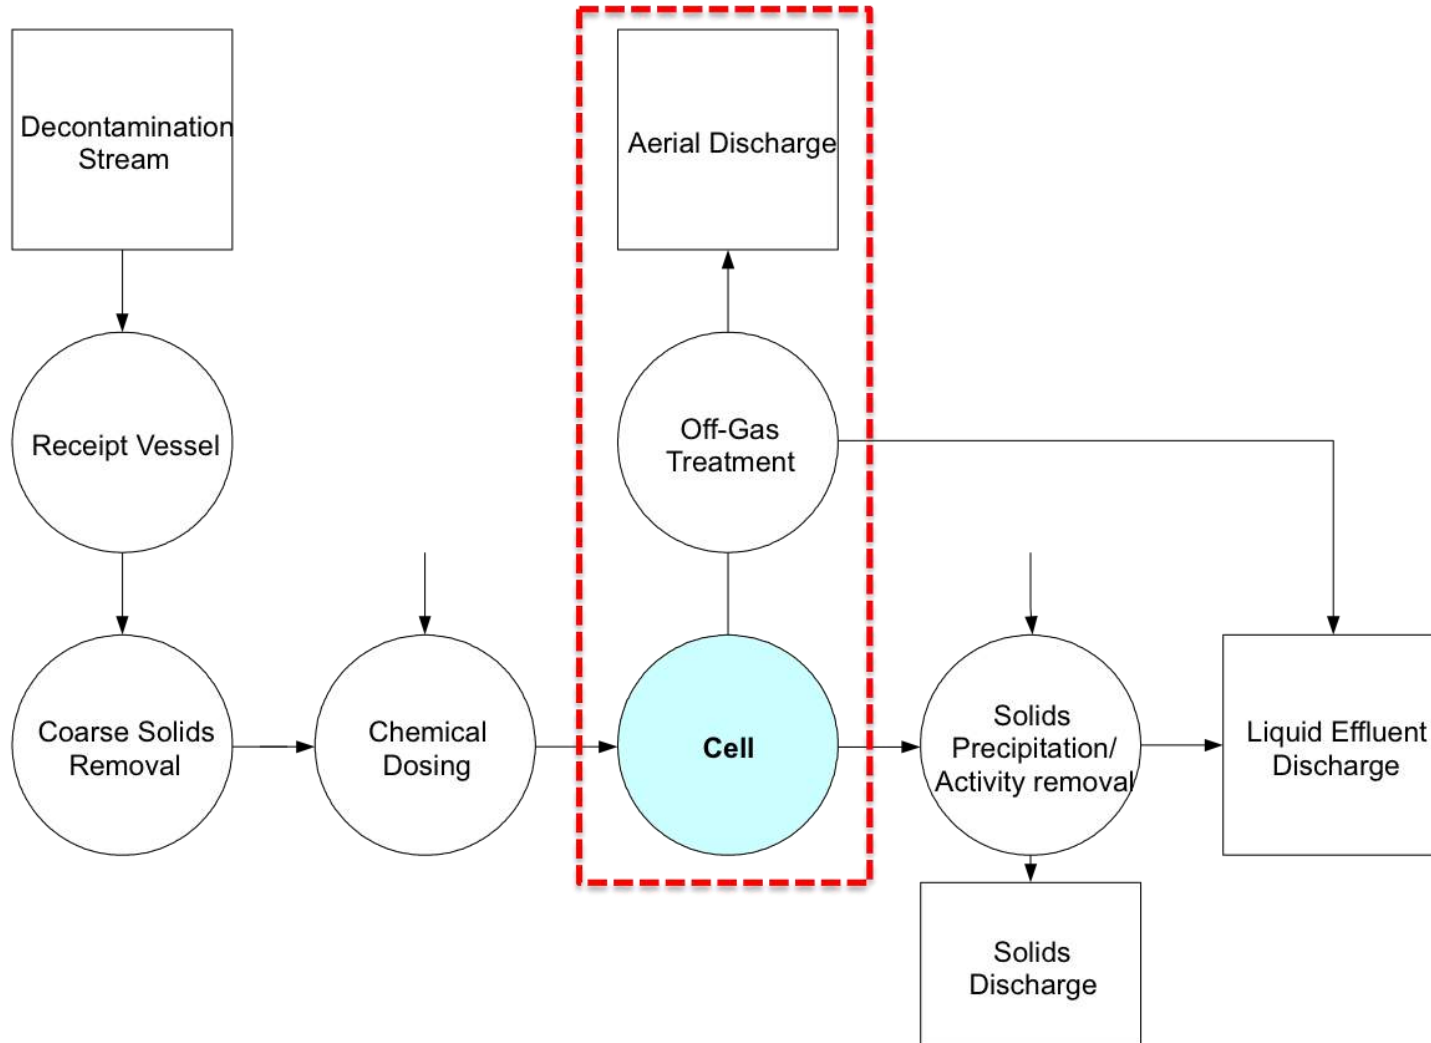 Decontamination
Stream
Aerial Discharge
Receipt Vessel
Off-Gas
Treatment
Coarse Solids
Removal
Chemical
Dosing
Cell
Solids
Precipitation/
Activity removal
Liquid Effluent
Discharge
Solids
Discharge